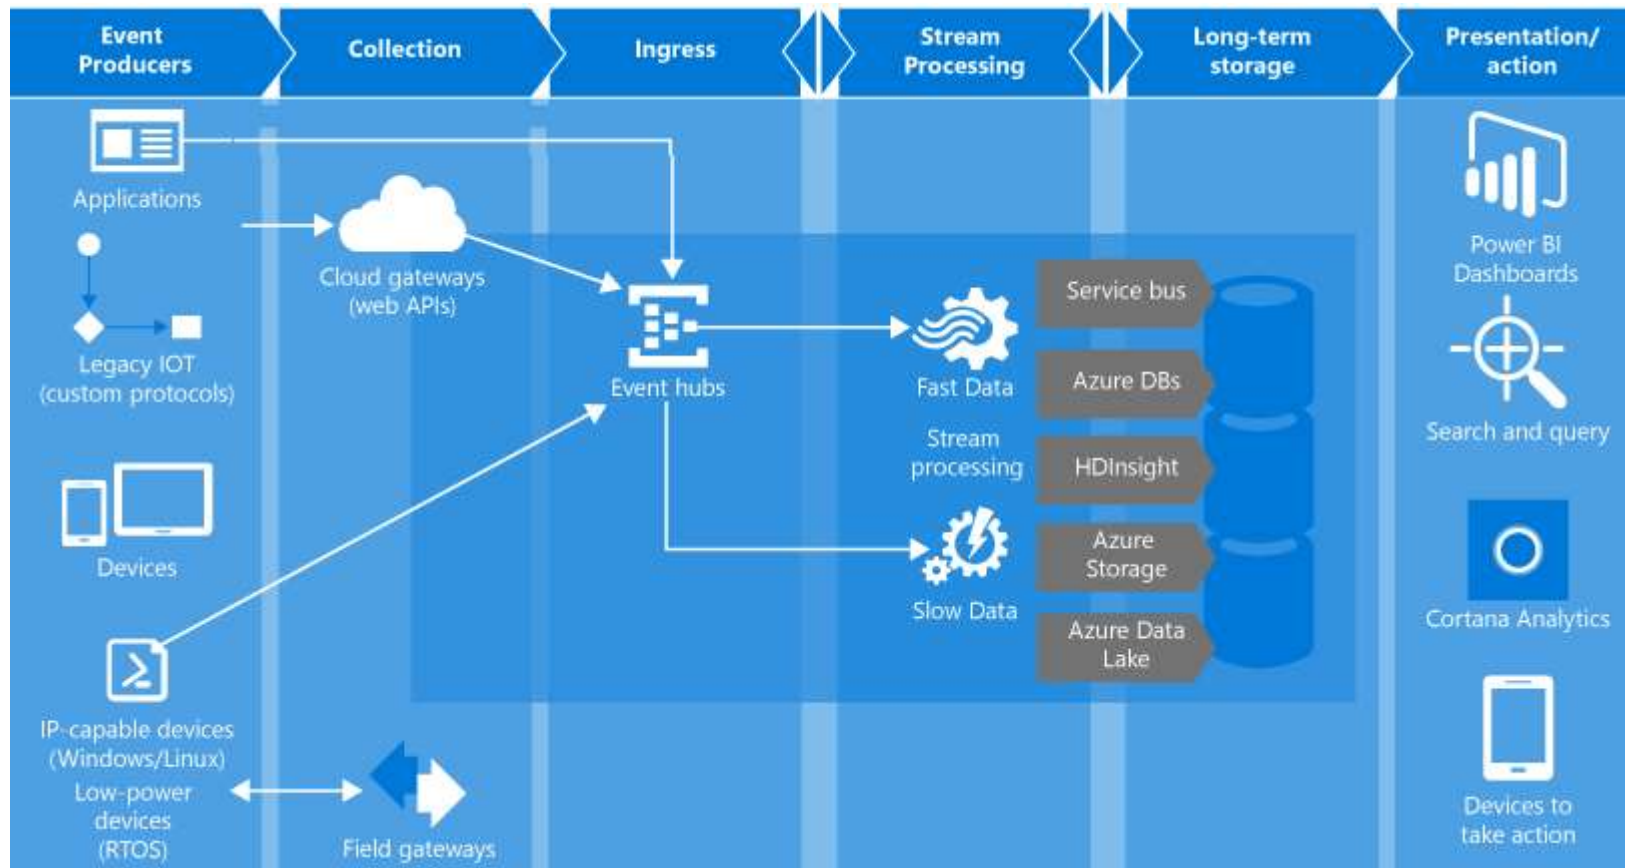 Event
Producers
Collection
Ingress
Stream
Processing
Long-term
storage
Presentation/
action
Applications
Legacy IOT
(custom protocols)
Devices
IP-capable devices
(Windows/Linux)
Low-power
devices
(RTOS)
Cloud gateways
(web APIs)
Field gateways
Event hubs
Fast Data
Stream
processing
Slow Data
Service bus
Azure DBs
HDInsight
Azure
Storage
Azure Data
Lake
Power BI
Dashboards
Search and query
Cortana Analytics
Devices to
take action